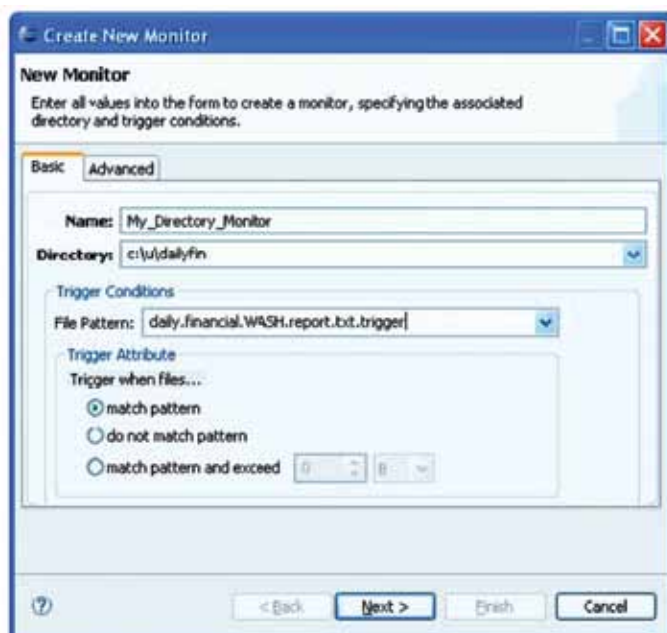 Create New Monitor
New Monitor
Enter all values into the form to create a monitor, specifying the associated
directory and trigger conditions.
Basic Advanced
Name: My_Directory_Monitor
Directory: c:\u\dailyfin
Trigger Conditions
File Pattern: daily.financial.WASH.report.txt.trigger
Trigger Attribute
Trigger when files...
match pattern
do not match pattern
match pattern and exceed 0 B
? < Back Next > Finish Cancel